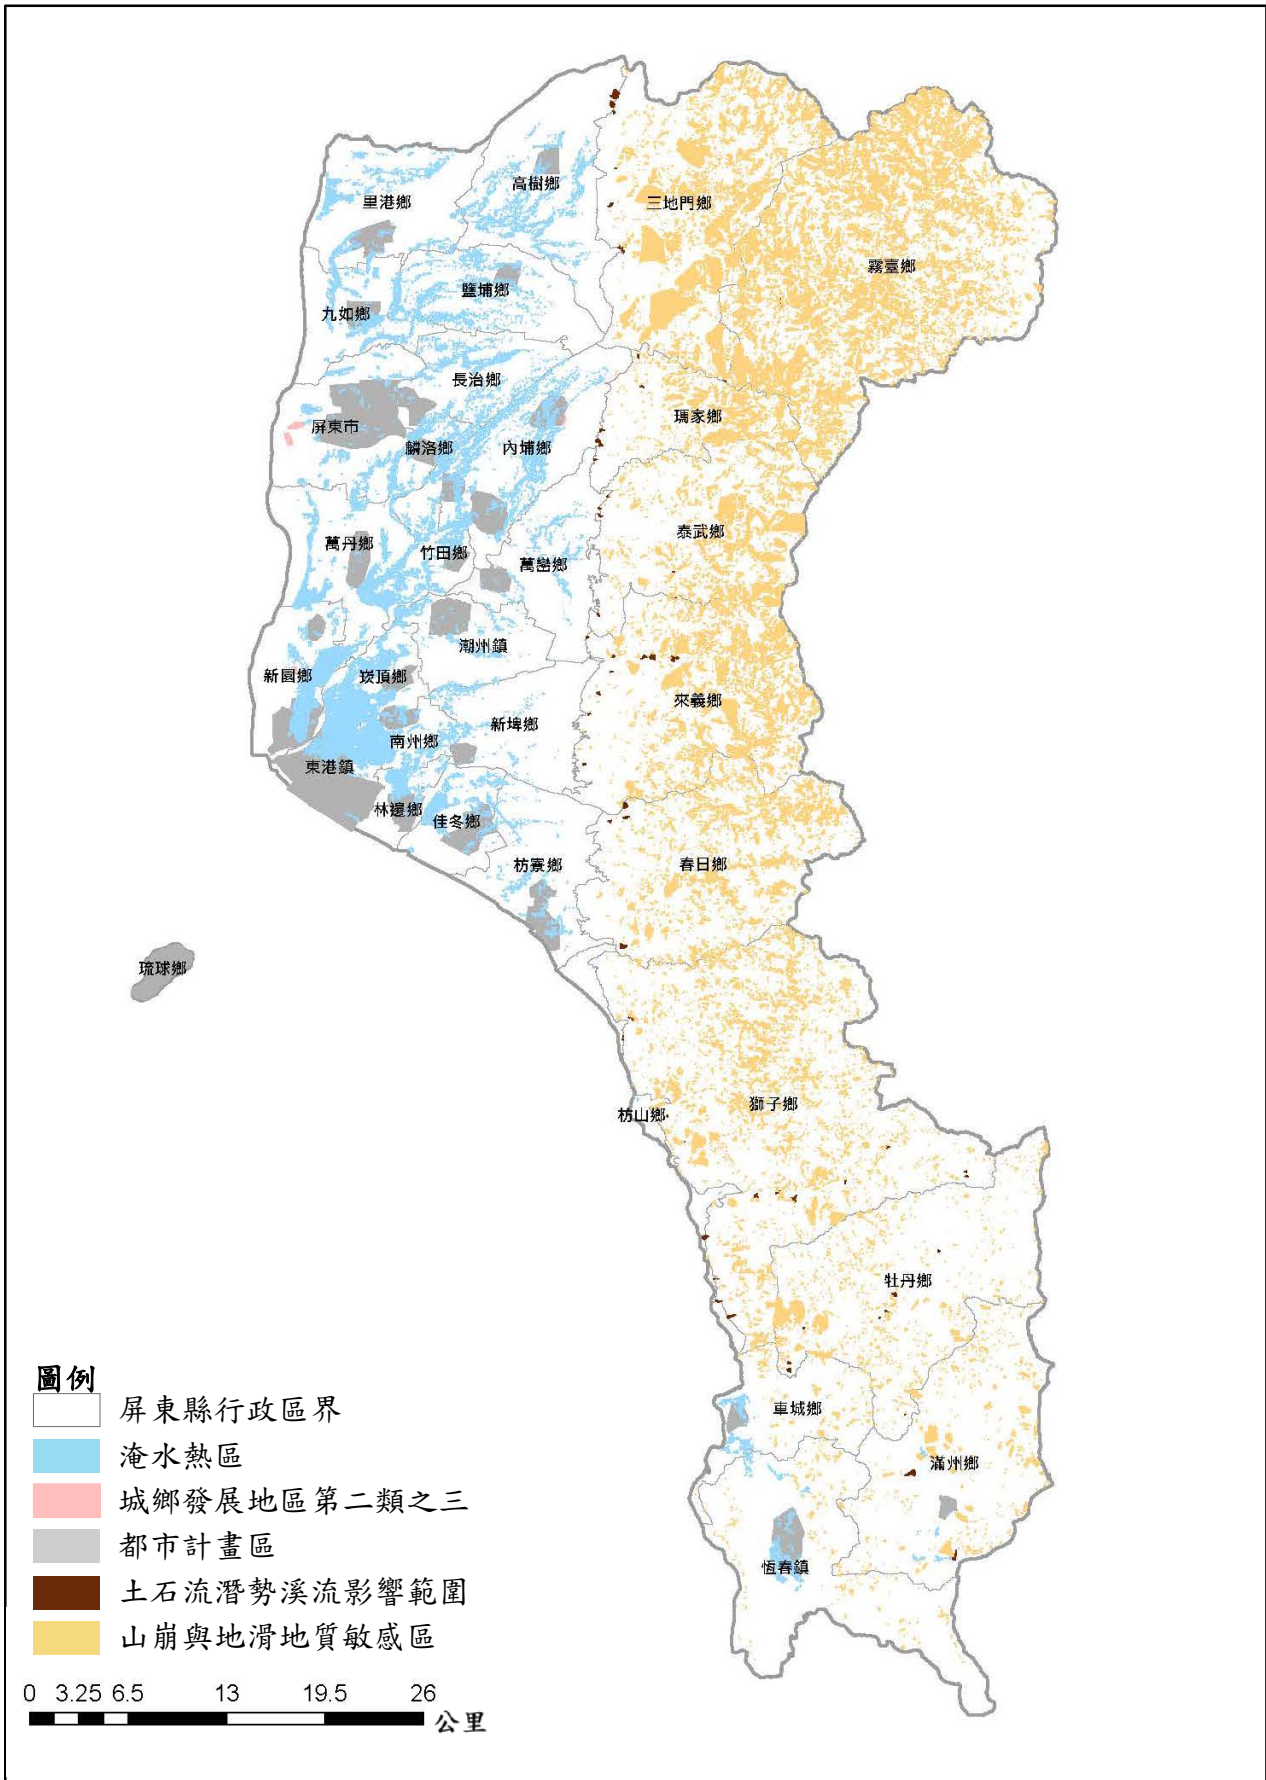 高樹鄉
里港鄉
三地門鄉
霧臺鄉
鹽埔鄉
九如鄉
長治鄉
瑪家鄉
屏東市
麟洛鄉
內埔鄉
泰武鄉
萬丹鄉
竹田鄉
萬巒鄉
潮州鎮
新園鄉
崁頂鄉
來義鄉
新埤鄉
南州鄉
東港鎮
林邊鄉
佳冬鄉
枋寮鄉
春日鄉
琉球鄉
獅子鄉
枋山鄉
牡丹鄉
車城鄉
滿州鄉
恆春鎮
圖例
屏東縣行政區界
淹水熱區
城鄉發展地區第二類之三
都市計畫區
土石流潛勢溪流影響範圍
山崩與地滑地質敏感區
0 3.25 6.5 13 19.5 26
公里